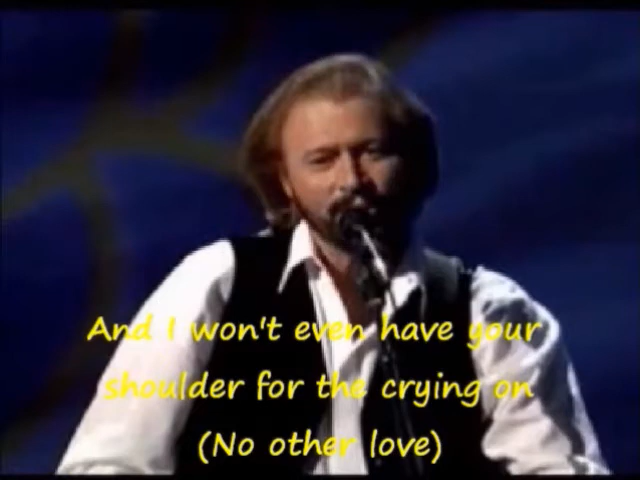 And I won't even have your
shoulder for the crying on
(No other love)